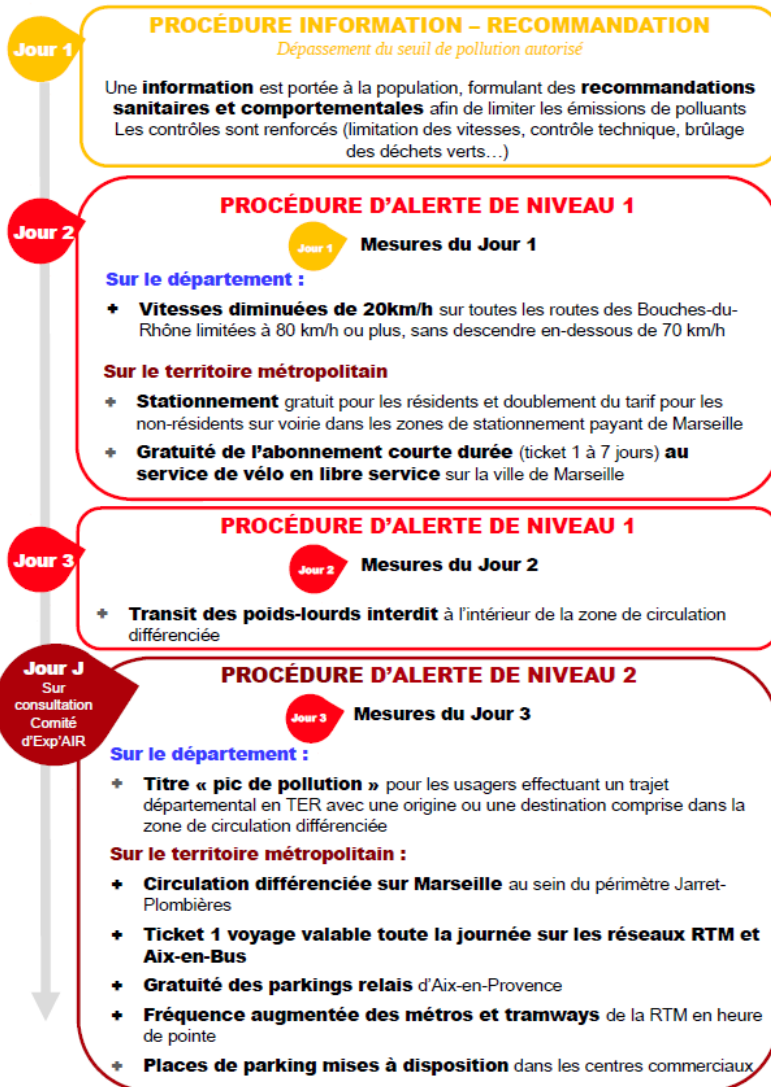 Jour 1
PROCÉDURE INFORMATION – RECOMMANDATION
Dépassement du seuil de pollution autorisé
Une information est portée à la population, formulant des recommandations
sanitaires et comportementales afin de limiter les émissions de polluants
Les contrôles sont renforcés (limitation des vitesses, contrôle technique, brûlage
des déchets verts…)
Jour 2
PROCÉDURE D'ALERTE DE NIVEAU 1
Jour 1 Mesures du Jour 1
Sur le département :
+ Vitesses diminuées de 20km/h sur toutes les routes des Bouches-du-
Rhône limitées à 80 km/h ou plus, sans descendre en-dessous de 70 km/h
Sur le territoire métropolitain
+ Stationnement gratuit pour les résidents et doublement du tarif pour les
non-résidents sur voirie dans les zones de stationnement payant de Marseille
+ Gratuité de l'abonnement courte durée (ticket 1 à 7 jours) au
service de vélo en libre service sur la ville de Marseille
Jour 3
PROCÉDURE D'ALERTE DE NIVEAU 1
Jour 2 Mesures du Jour 2
+ Transit des poids-lourds interdit à l'intérieur de la zone de circulation
différenciée
Jour J
Sur
consultation
Comité
d'Exp'AIR
PROCÉDURE D'ALERTE DE NIVEAU 2
Jour 3 Mesures du Jour 3
Sur le département :
+ Titre « pic de pollution » pour les usagers effectuant un trajet
départemental en TER avec une origine ou une destination comprise dans la
zone de circulation différenciée
Sur le territoire métropolitain :
+ Circulation différenciée sur Marseille au sein du périmètre Jarret-
Plombières
+ Ticket 1 voyage valable toute la journée sur les réseaux RTM et
Aix-en-Bus
+ Gratuité des parkings relais d'Aix-en-Provence
+ Fréquence augmentée des métros et tramways de la RTM en heure
de pointe
+ Places de parking mises à disposition dans les centres commerciaux